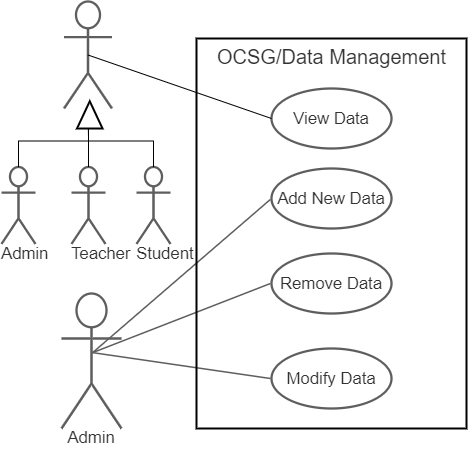 OCSG/Data Management
View Data
Add New Data
Admin
Teacher
Student
Remove Data
Modify Data
Admin